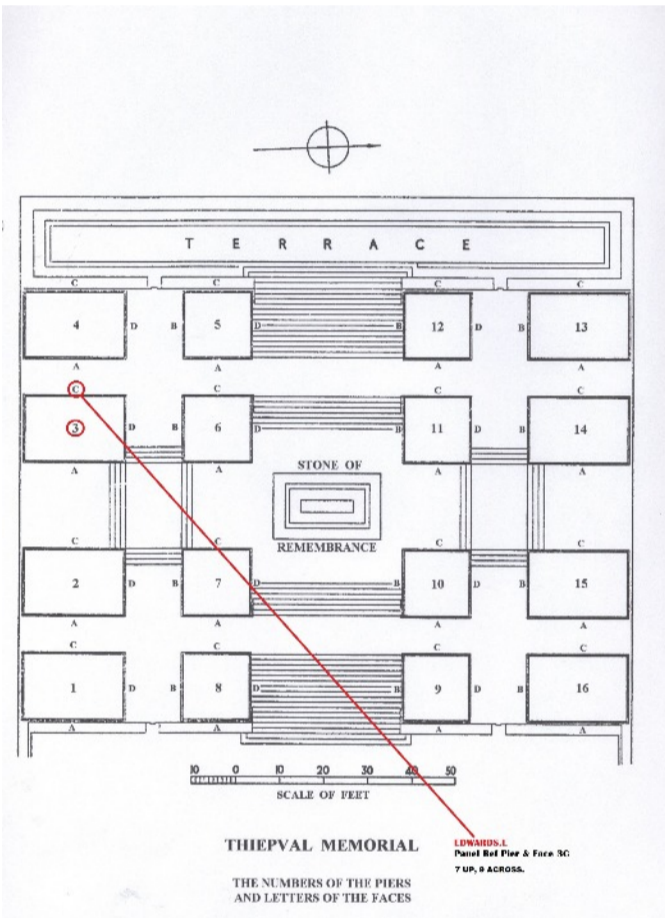 T E R R A C E
C C C C
4 D B 5 D B 12 D B 13
A A A A
C C C C
3 D B 6 D B 11 D B 14
STONE OF
A A A A
C C C C
REMEMBRANCE
2 D B 7 D B 10 D B 15
A A A A
C C C C
1 D B 8 D B 9 D B 16
A A A A
10 0 10 20 30 40 50
SCALE OF FEET
THIEPVAL MEMORIAL
THE NUMBERS OF THE PIERS
AND LETTERS OF THE FACES
Panel Ref Pier & Face 3C
7 UP, 9 ACROSS.